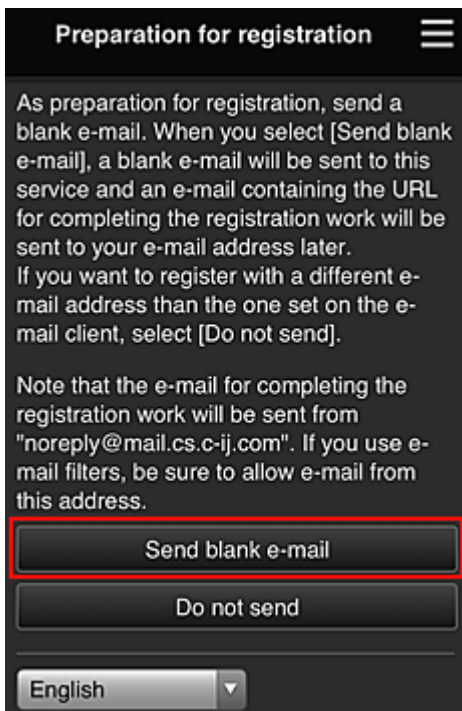 Preparation for registration
As preparation for registration, send a
blank e-mail. When you select [Send blank
e-mail], a blank e-mail will be sent to this
service and an e-mail containing the URL
for completing the registration work will be
sent to your e-mail address later.
If you want to register with a different e-
mail address than the one set on the e-
mail client, select [Do not send].
Note that the e-mail for completing the
registration work will be sent from
"noreply@mail.cs.c-ij.com". If you use e-
mail filters, be sure to allow e-mail from
this address.
Send blank e-mail
Do not send
English